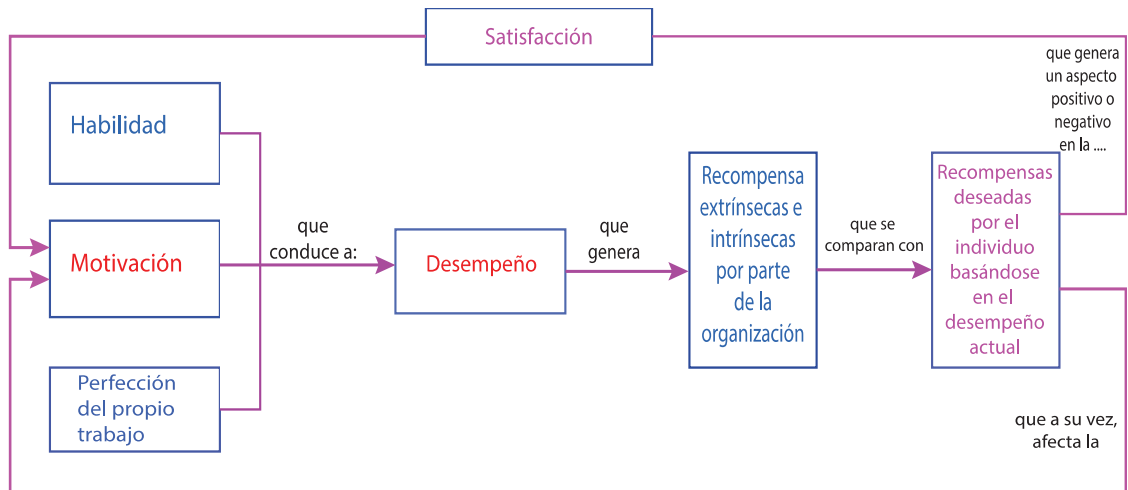 Satisfacción
que genera
un aspecto
positivo o
negativo
en la ....
Habilidad
Motivación
Perfección
del propio
trabajo
que
conduce a:
Desempeño
que
genera
Recompensa
extrínsecas e
intrínsecas
por parte
de la
organización
que se
comparan con
Recompensas
deseadas
por el
individuo
basándose
en el
desempeño
actual
que a su vez,
afecta la